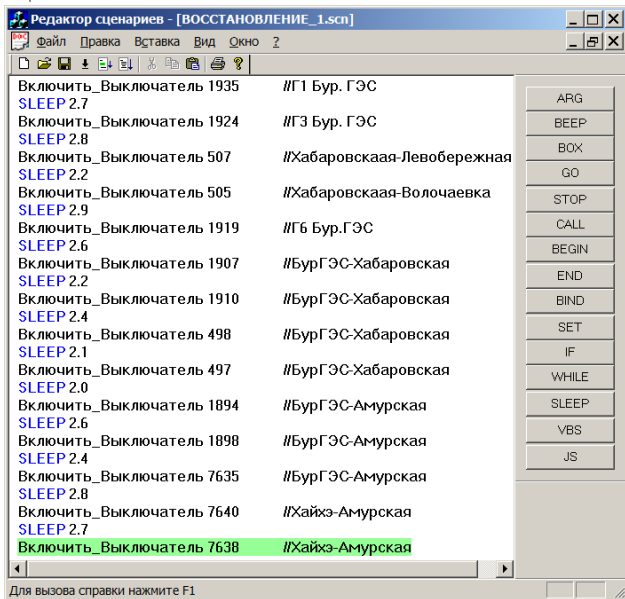 Редактор сценариев - [ВОССТАНОВЛЕНИЕ_1.scn]
Файл Правка Вставка Вид Окно ?
Включить_Выключатель 1935 //Г1 Бур. ГЭС
SLEEP 2.7
Включить_Выключатель 1924 //Г3 Бур. ГЭС
SLEEP 2.8
Включить_Выключатель 507 //Хабаровскаая-Левобережная
SLEEP 2.2
Включить_Выключатель 505 //Хабаровскаая-Волочаевка
SLEEP 2.9
Включить_Выключатель 1919 //Г6 Бур.ГЭС
SLEEP 2.6
Включить_Выключатель 1907 //БурГЭС-Хабаровская
SLEEP 2.2
Включить_Выключатель 1910 //БурГЭС-Хабаровская
SLEEP 2.4
Включить_Выключатель 498 //БурГЭС-Хабаровская
SLEEP 2.1
Включить_Выключатель 497 //БурГЭС-Хабаровская
SLEEP 2.0
Включить_Выключатель 1894 //БурГЭС-Амурская
SLEEP 2.6
Включить_Выключатель 1898 //БурГЭС-Амурская
SLEEP 2.4
Включить_Выключатель 7635 //БурГЭС-Амурская
SLEEP 2.8
Включить_Выключатель 7640 //Хайхэ-Амурская
SLEEP 2.7
Включить_Выключатель 7638 //Хайхэ-Амурская
ARG
BEEP
BOX
GO
STOP
CALL
BEGIN
END
BIND
SET
IF
WHILE
SLEEP
VBS
JS
Для вызова справки нажмите F1